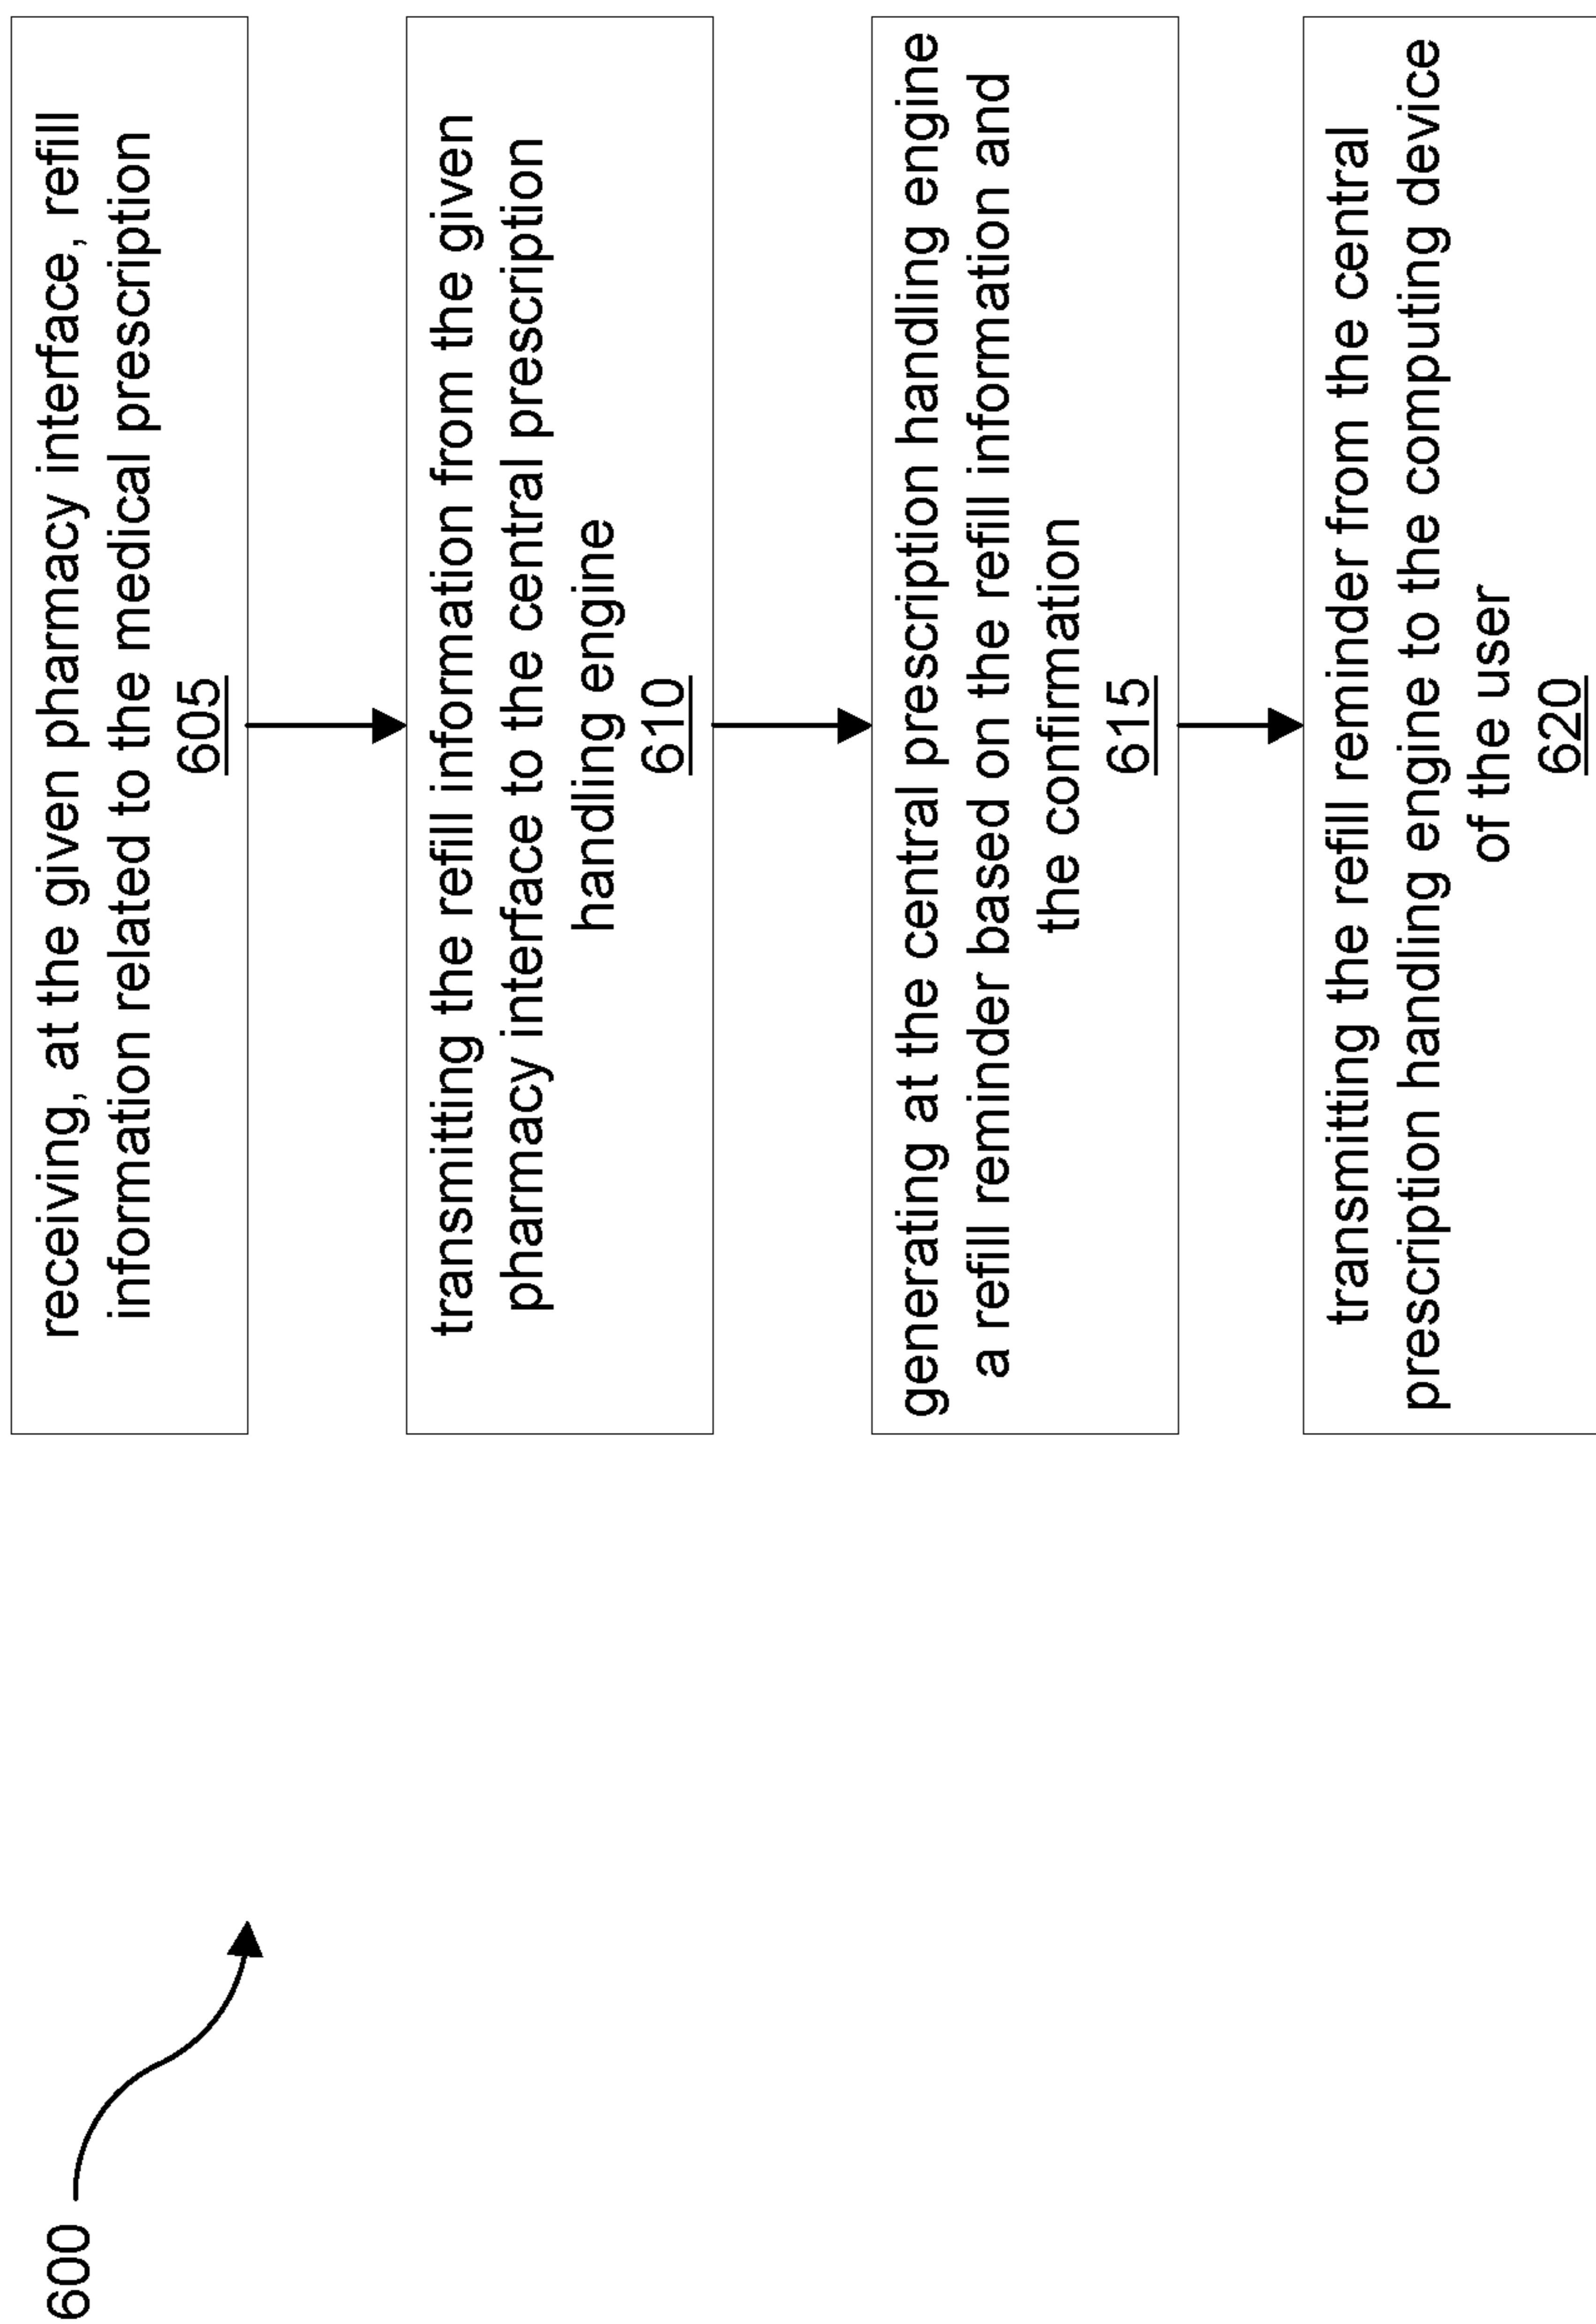 600
receiving, at the given pharmacy interface, refill
information related to the medical prescription
605
transmitting the refill information from the given
pharmacy interface to the central prescription
handling engine
610
generating at the central prescription handling engine
a refill reminder based on the refill information and
the confirmation
615
transmitting the refill reminder from the central
prescription handling engine to the computing device
of the user
620